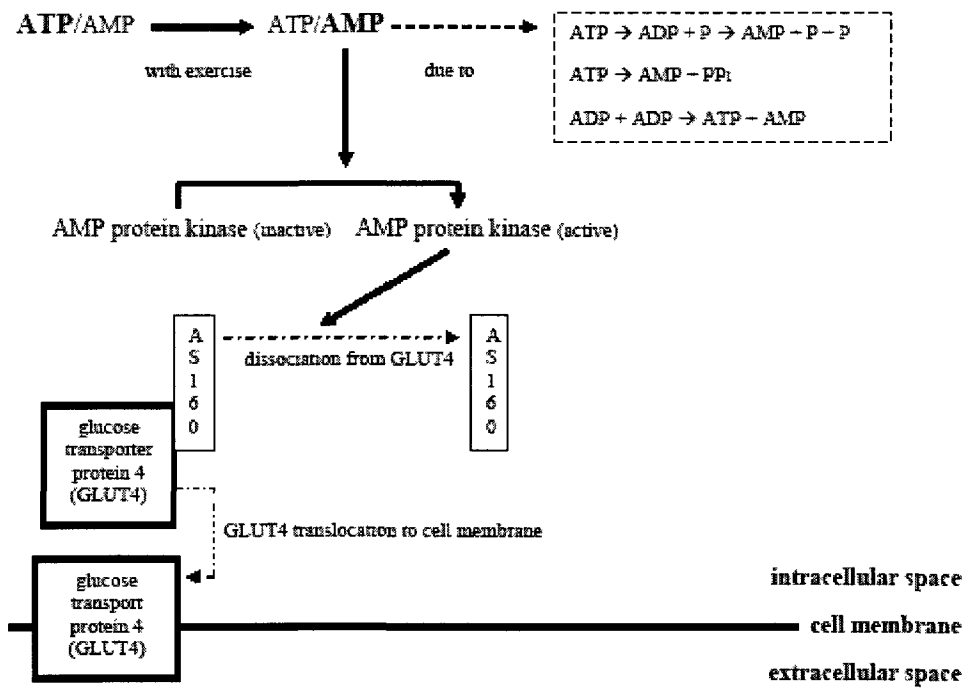 ATP/AMP
ATP/AMP
with exercise
due to
ATP → ADP + P → AMP + P + P
ATP → AMP + PPi
ADP + ADP → ATP + AMP
AMP protein kinase (inactive)
AMP protein kinase (active)
A
S
1
6
0
dissociation from GLUT4
A
S
1
6
0
glucose
transporter
protein 4
(GLUT4)
GLUT4 translocation to cell membrane
glucose
transport
protein 4
(GLUT4)
intracellular space
cell membrane
extracellular space